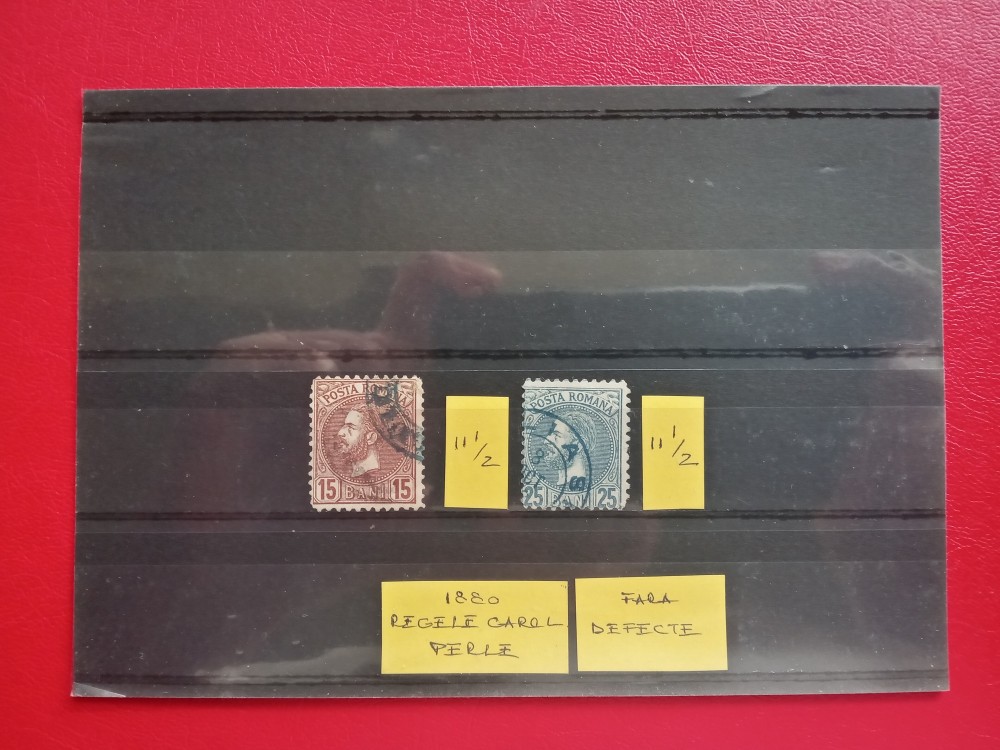 POSTA ROMANA
15 BANI 15
11 1/2
POSTA ROMANA
IAS
25 BANI 25
11 1/2
1880
REGELE CAROL
PERLE
FARA
DEFECTE